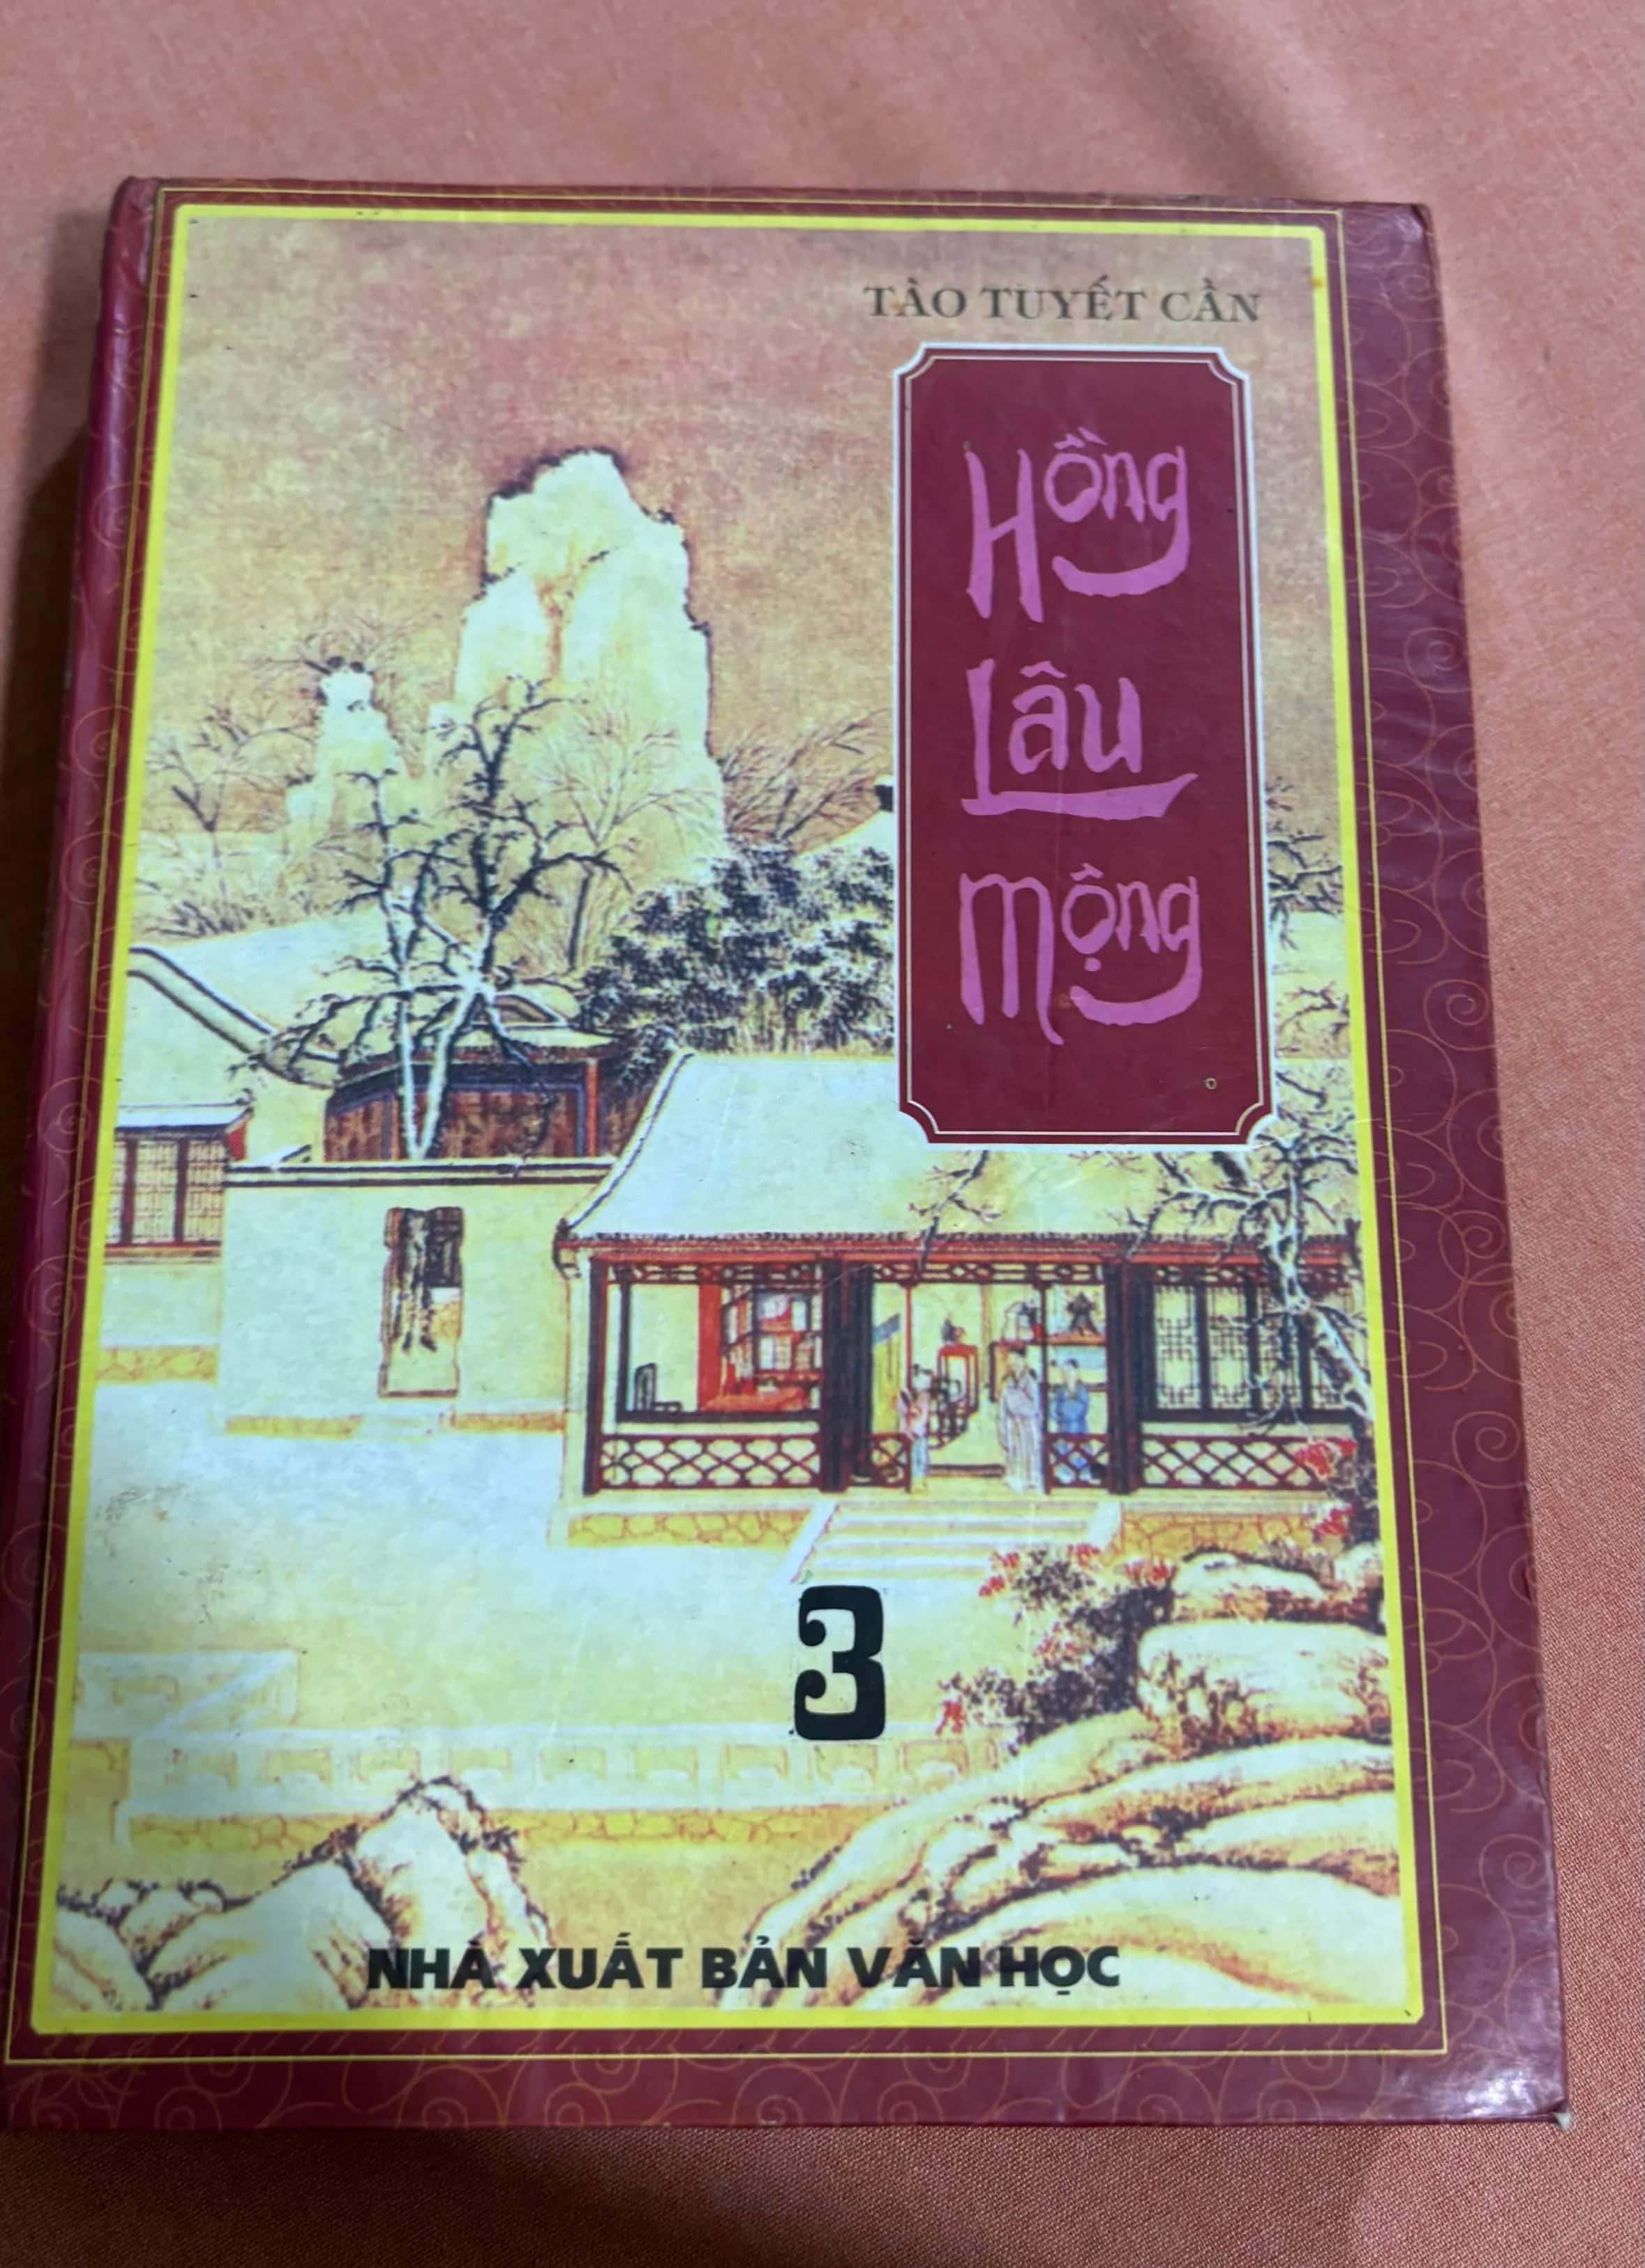 TÀO TUYẾT CẦN
Hồng
Lâu
Mộng
3
NHÀ XUẤT BẢN VĂN HỌC